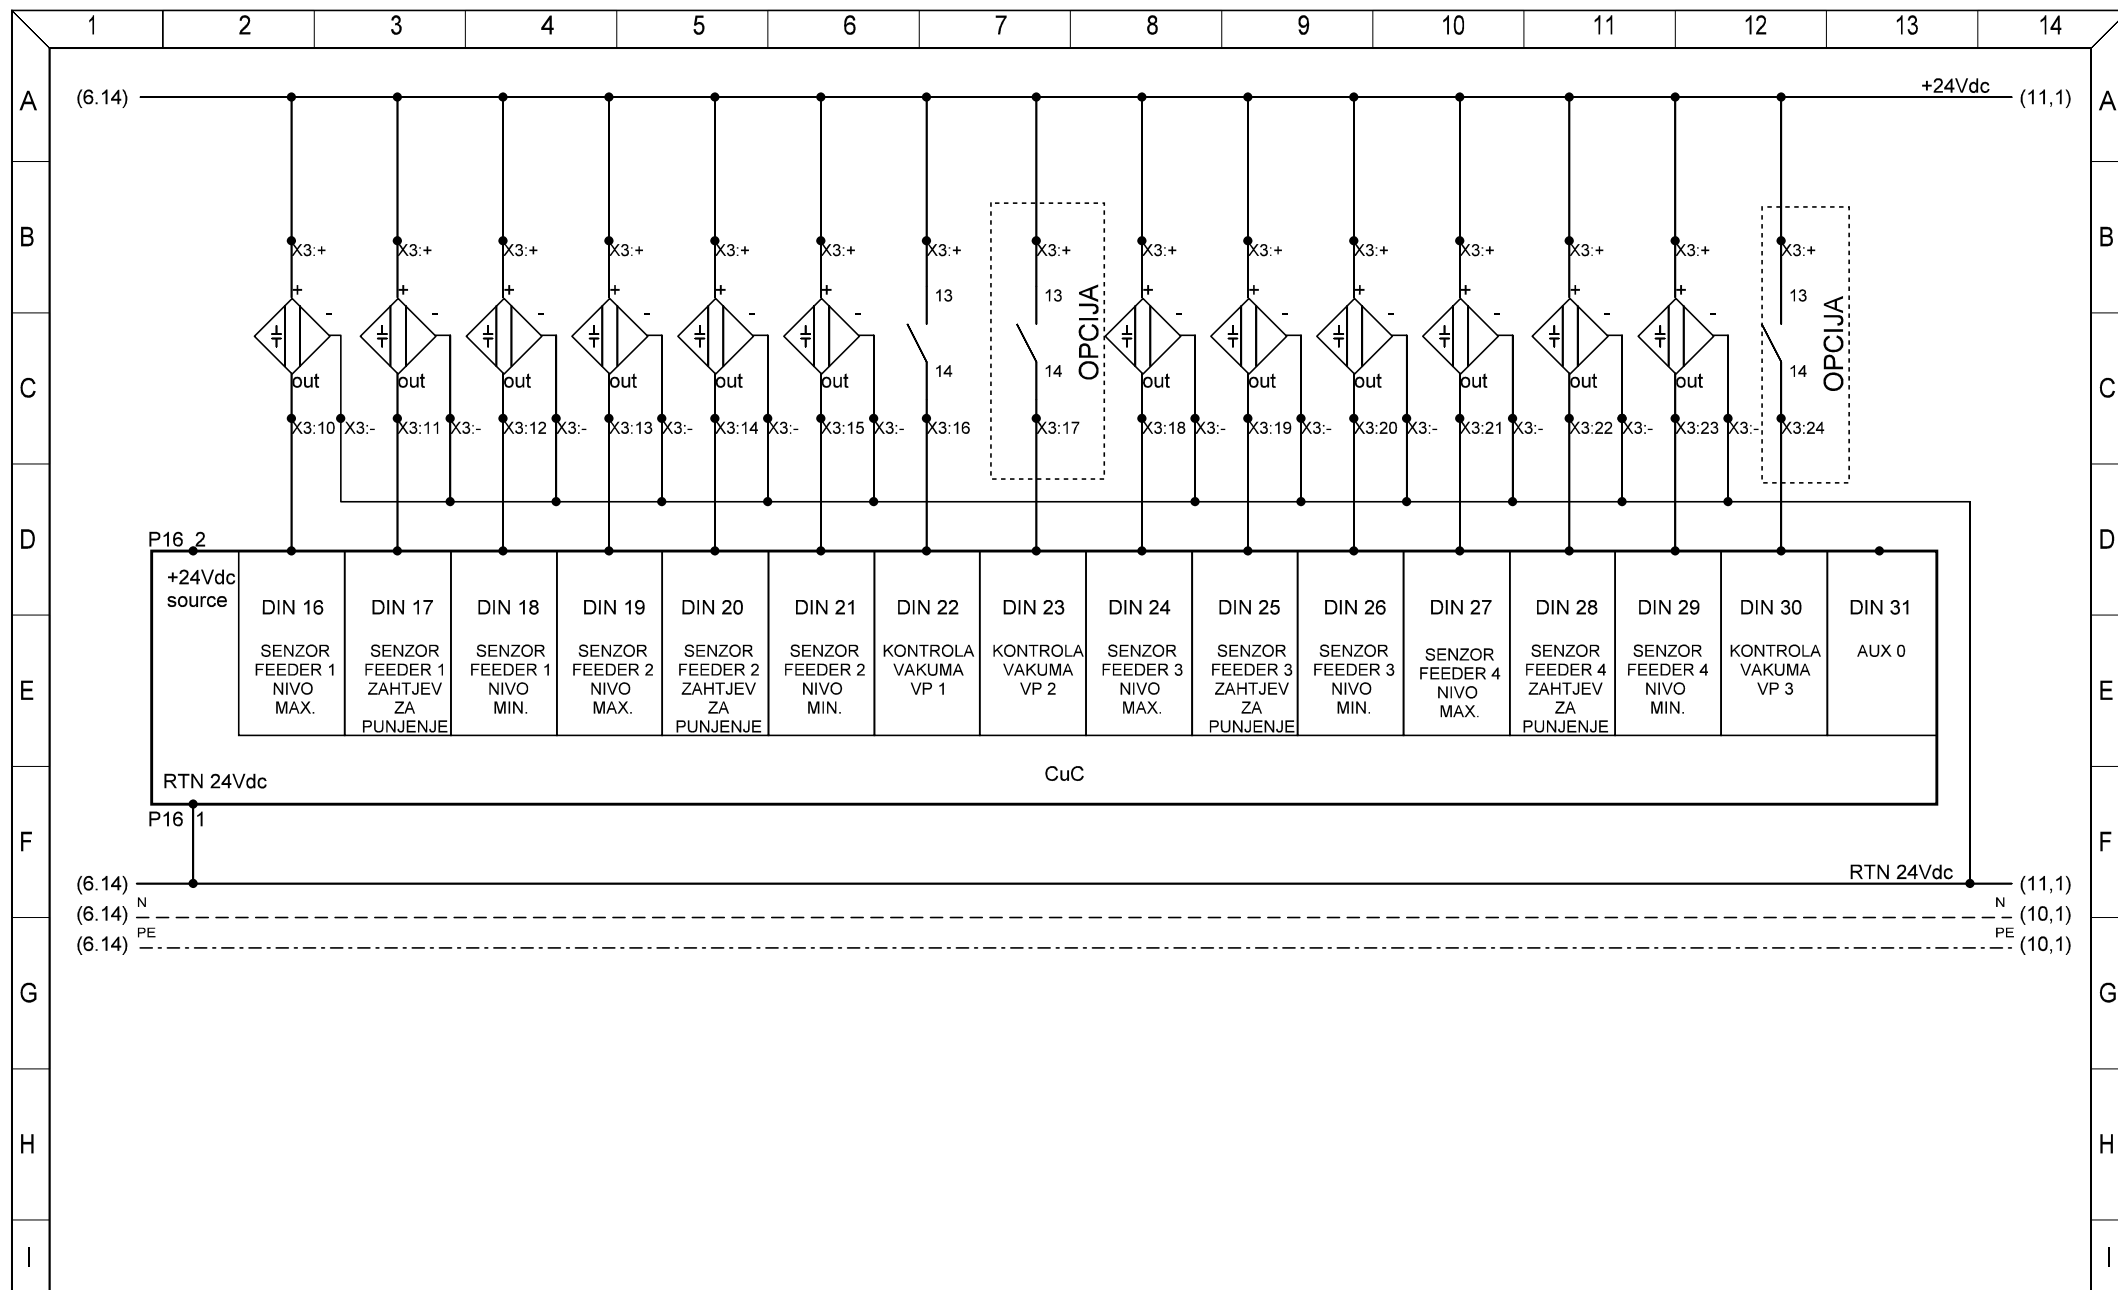 1 2 3 4 5 6 7 8 9 10 11 12 13 14
A (6.14) +24Vdc (11,1) A
B B
X3:+ X3:+ X3:+ X3:+ X3:+ X3:+ X3:+ X3:+ X3:+ X3:+ X3:+ X3:+ X3:+ X3:+ X3:+
+ + + + + + 13 13 + + + + + + 13
- - - - - - - - - - - -
OPCIJA OPCIJA
14 14 14
C out out out out out out out out out out out out C
X3:10 X3:- X3:11 X3:- X3:12 X3:- X3:13 X3:- X3:14 X3:- X3:15 X3:- X3:16 X3:17 X3:18 X3:- X3:19 X3:- X3:20 X3:- X3:21 X3:- X3:22 X3:- X3:23 X3:- X3:24
D P16 2 D
+24Vdc
source
DIN 16
SENZOR
FEEDER 1
NIVO
MAX.
DIN 17
SENZOR
FEEDER 1
ZAHTJEV
ZA
PUNJENJE
DIN 18
SENZOR
FEEDER 1
NIVO
MIN.
DIN 19
SENZOR
FEEDER 2
NIVO
MAX.
DIN 20
SENZOR
FEEDER 2
ZAHTJEV
ZA
PUNJENJE
DIN 21
SENZOR
FEEDER 2
NIVO
MIN.
DIN 22
KONTROLA
VAKUMA
VP 1
DIN 23
KONTROLA
VAKUMA
VP 2
DIN 24
SENZOR
FEEDER 3
NIVO
MAX.
DIN 25
SENZOR
FEEDER 3
ZAHTJEV
ZA
PUNJENJE
DIN 26
SENZOR
FEEDER 3
NIVO
MIN.
DIN 27
SENZOR
FEEDER 4
NIVO
MAX.
DIN 28
SENZOR
FEEDER 4
ZAHTJEV
ZA
PUNJENJE
DIN 29
SENZOR
FEEDER 4
NIVO
MIN.
DIN 30
KONTROLA
VAKUMA
VP 3
DIN 31
AUX 0
E E
RTN 24Vdc CuC
P16 1
F F
RTN 24Vdc
(6.14) (11,1)
N N
(6.14) (10,1)
PE PE
(6.14) (10,1)
G G
H H
I I